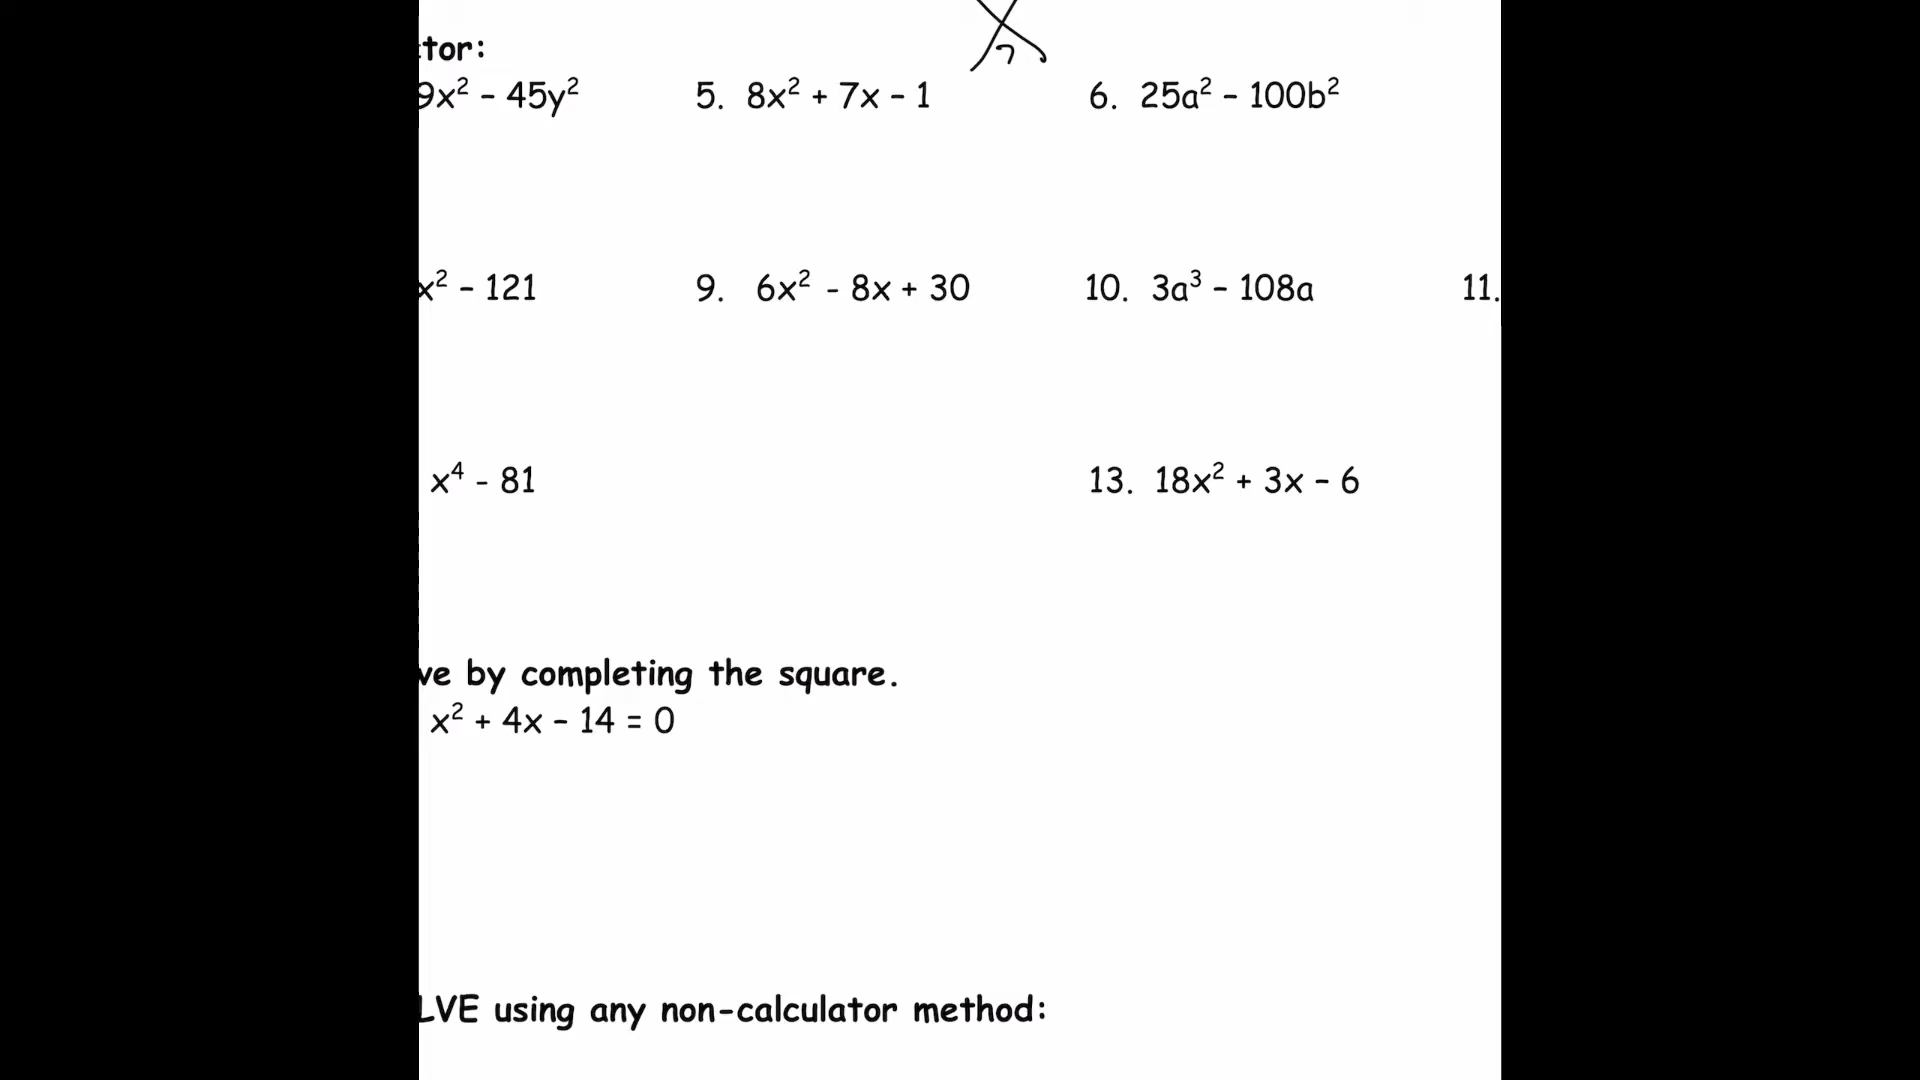 tor:
9x² – 45y² 5. 8x² + 7x – 1 6. 25a² – 100b²
x² – 121 9. 6x² - 8x + 30 10. 3a³ – 108a 11.
x⁴ - 81 13. 18x² + 3x – 6
ve by completing the square.
x² + 4x – 14 = 0
LVE using any non-calculator method: